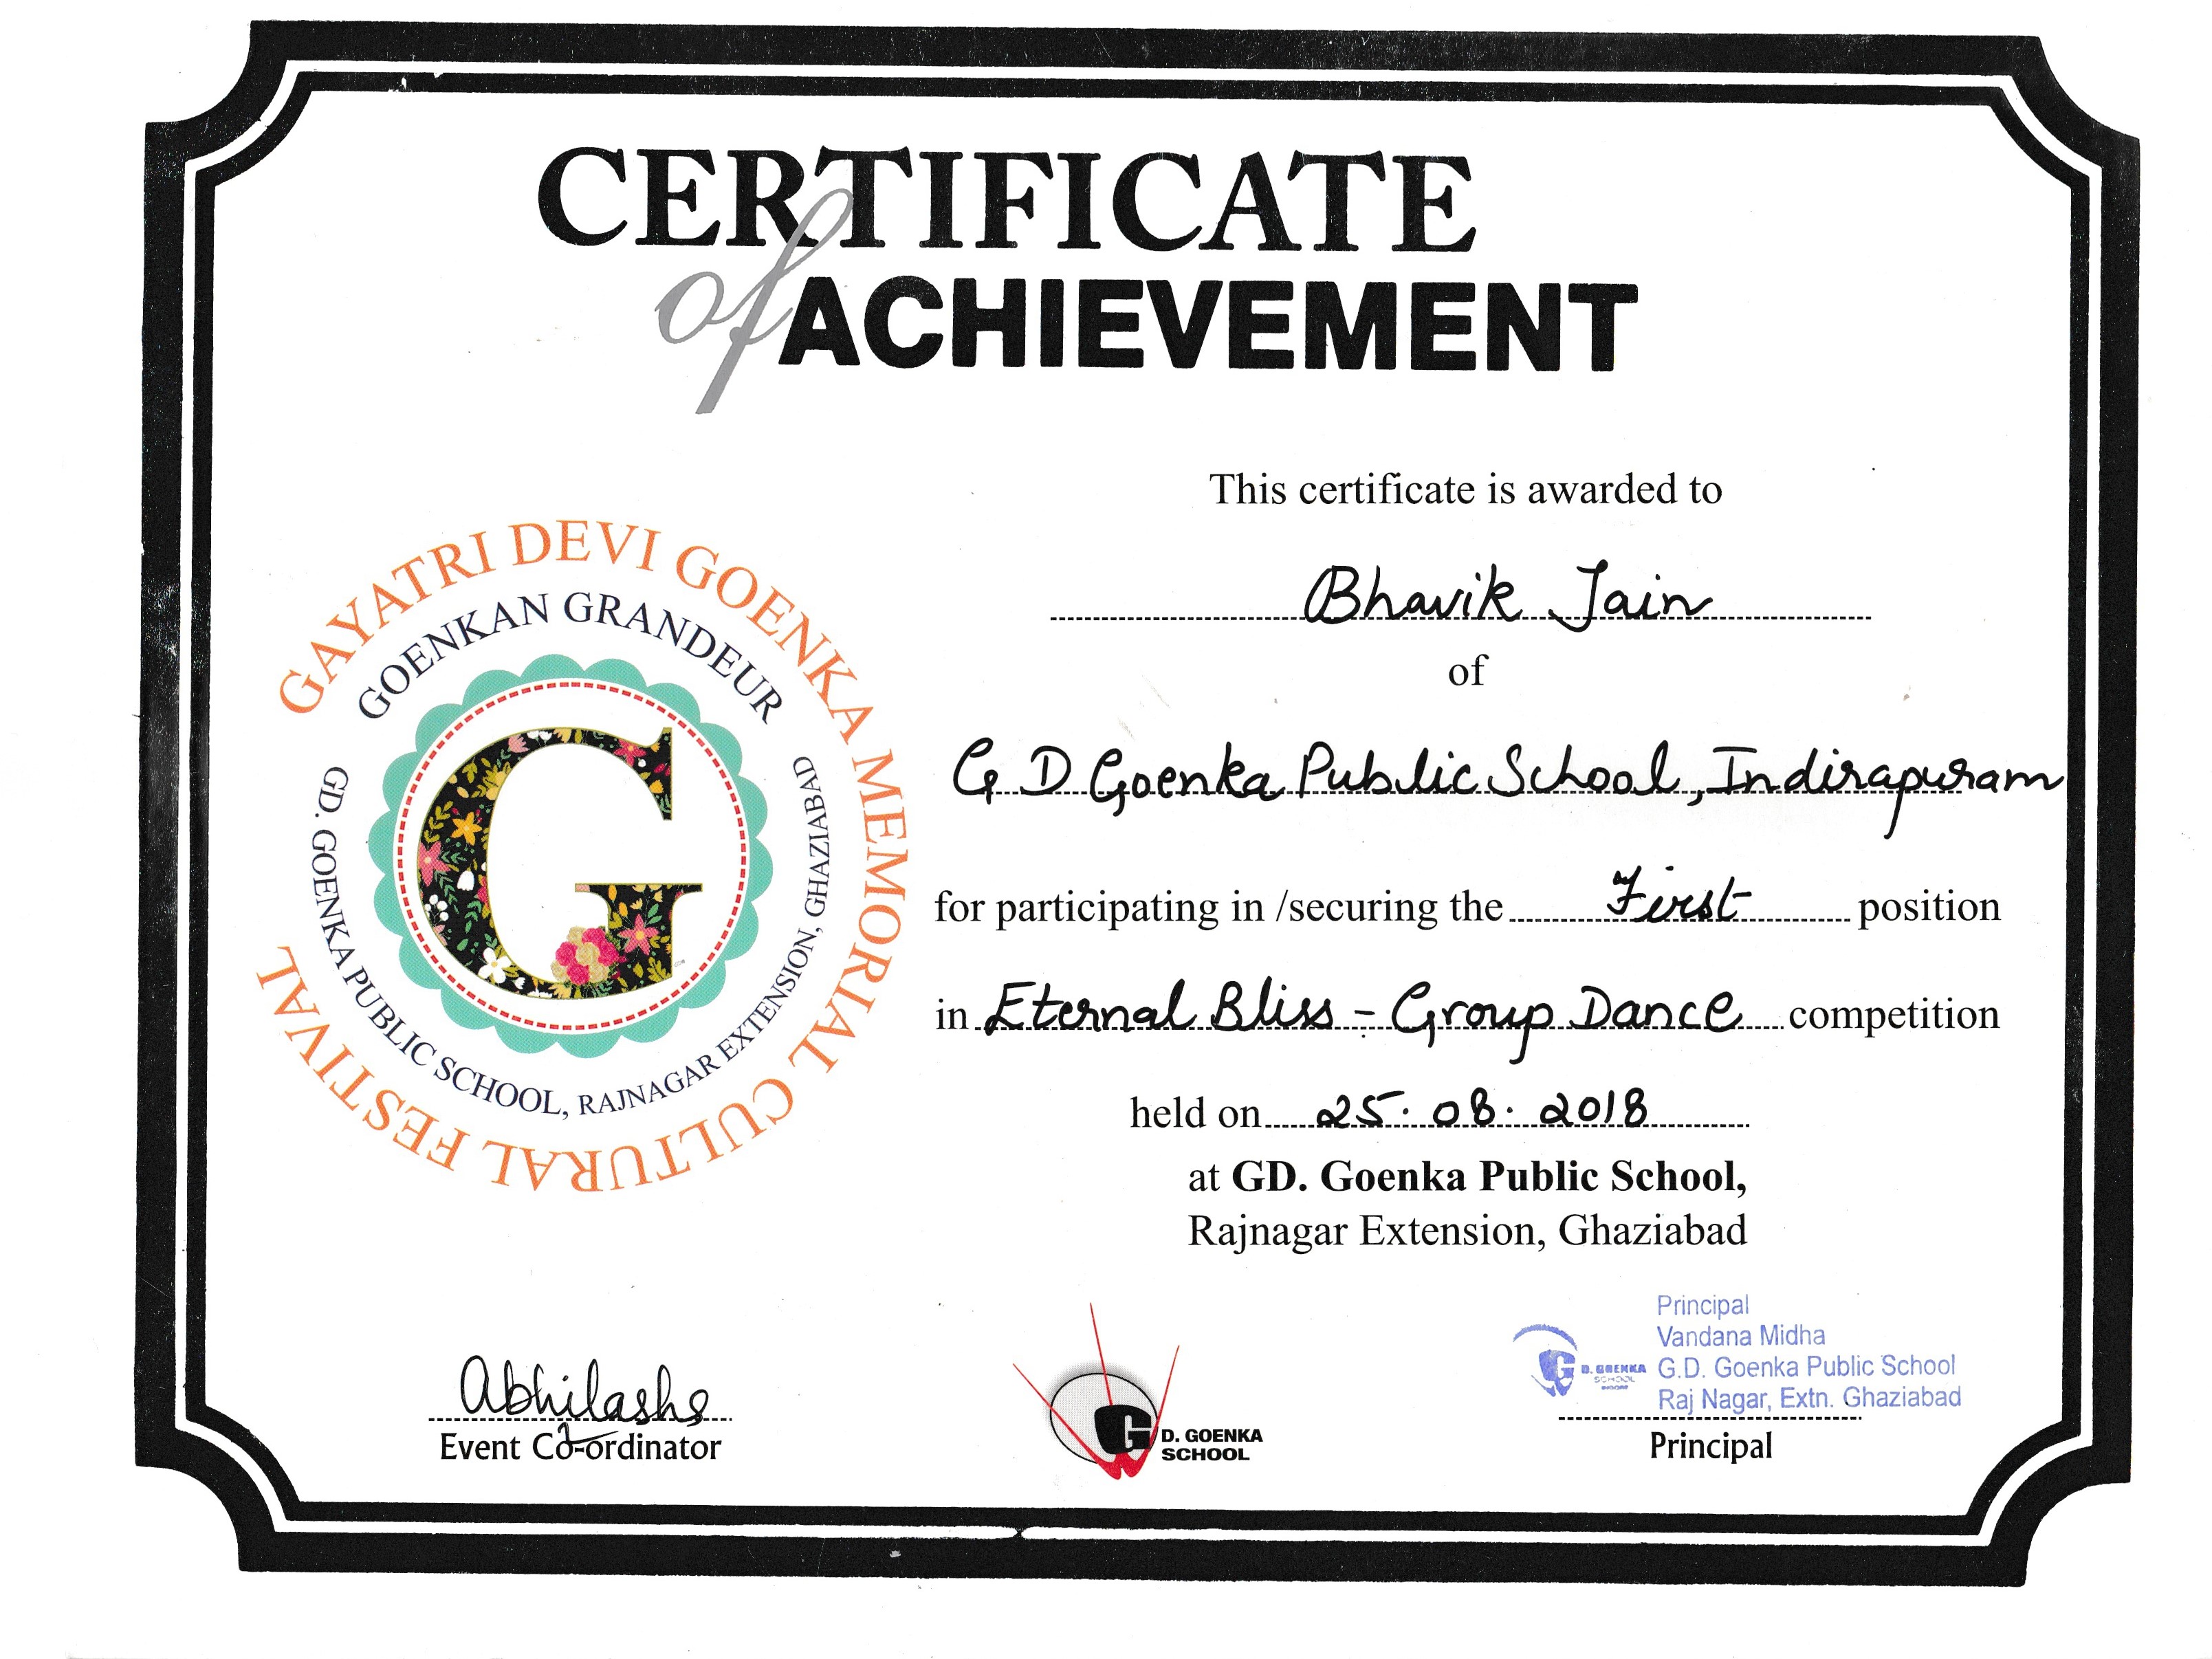 CERTIFICATE
of ACHIEVEMENT
This certificate is awarded to
Bhavik Jain
of
G D Goenka Public School, Indirapuram
for participating in /securing the First position
in Eternal Bliss - Group Dance competition
held on 25.08.2018
at GD. Goenka Public School,
Rajnagar Extension, Ghaziabad
GAYATRI DEVI GOENKA MEMORIAL CULTURAL FESTIVAL
GOENKAN GRANDEUR
GD. GOENKA PUBLIC SCHOOL, RAJNAGAR EXTENSION, GHAZIABAD
G
Abhilasha
Event Co-ordinator
G D. GOENKA
SCHOOL
G D. GOENKA
SCHOOL
Principal
Vandana Midha
G.D. Goenka Public School
Raj Nagar, Extn. Ghaziabad
Principal